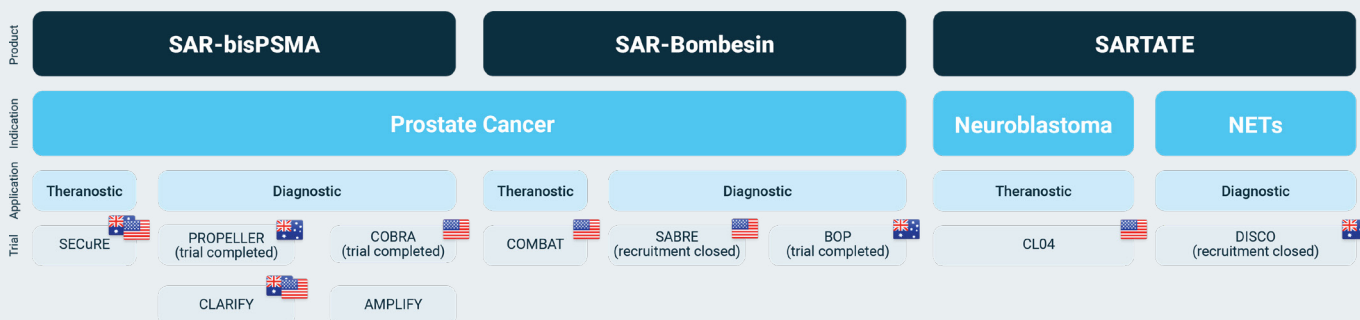 Product
SAR-bisPSMA
SAR-Bombesin
SARTATE
Indication
Prostate Cancer
Neuroblastoma
NETs
Application
Theranostic
Diagnostic
Theranostic
Diagnostic
Theranostic
Diagnostic
Trial
SECuRE
PROPELLER
(trial completed)
COBRA
(trial completed)
COMBAT
SABRE
(recruitment closed)
BOP
(trial completed)
CL04
DISCO
(recruitment closed)
CLARIFY
AMPLIFY